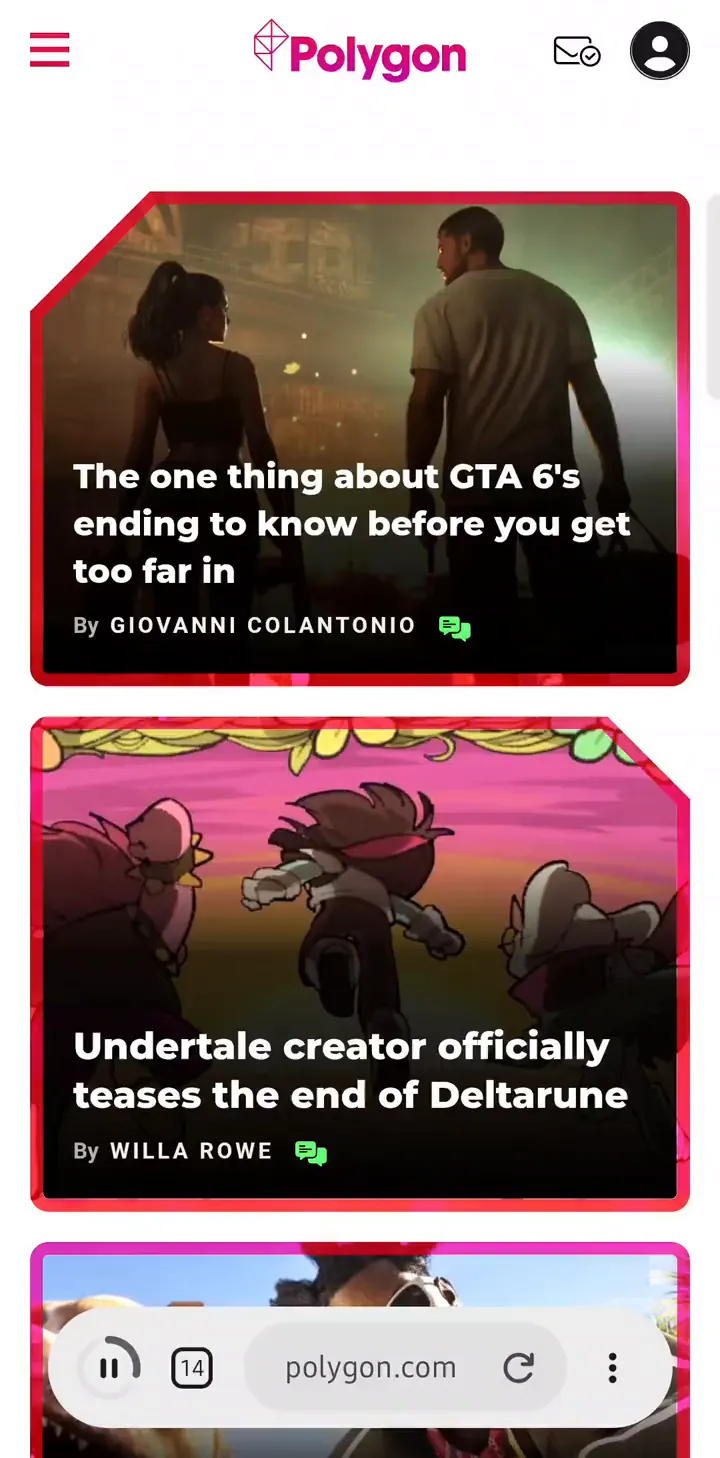 Polygon
The one thing about GTA 6's
ending to know before you get
too far in
By GIOVANNI COLANTONIO
Undertale creator officially
teases the end of Deltarune
By WILLA ROWE
14
polygon.com